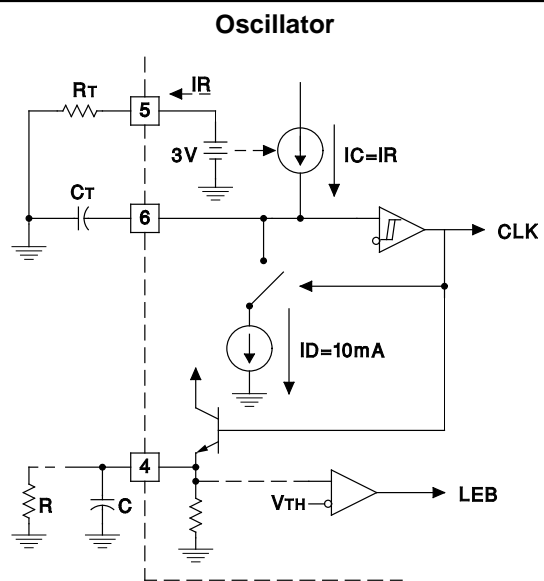 Oscillator
RT
5
IR
3V
IC=IR
CT
6
CLK
ID=10mA
4
R
C
VTH
LEB